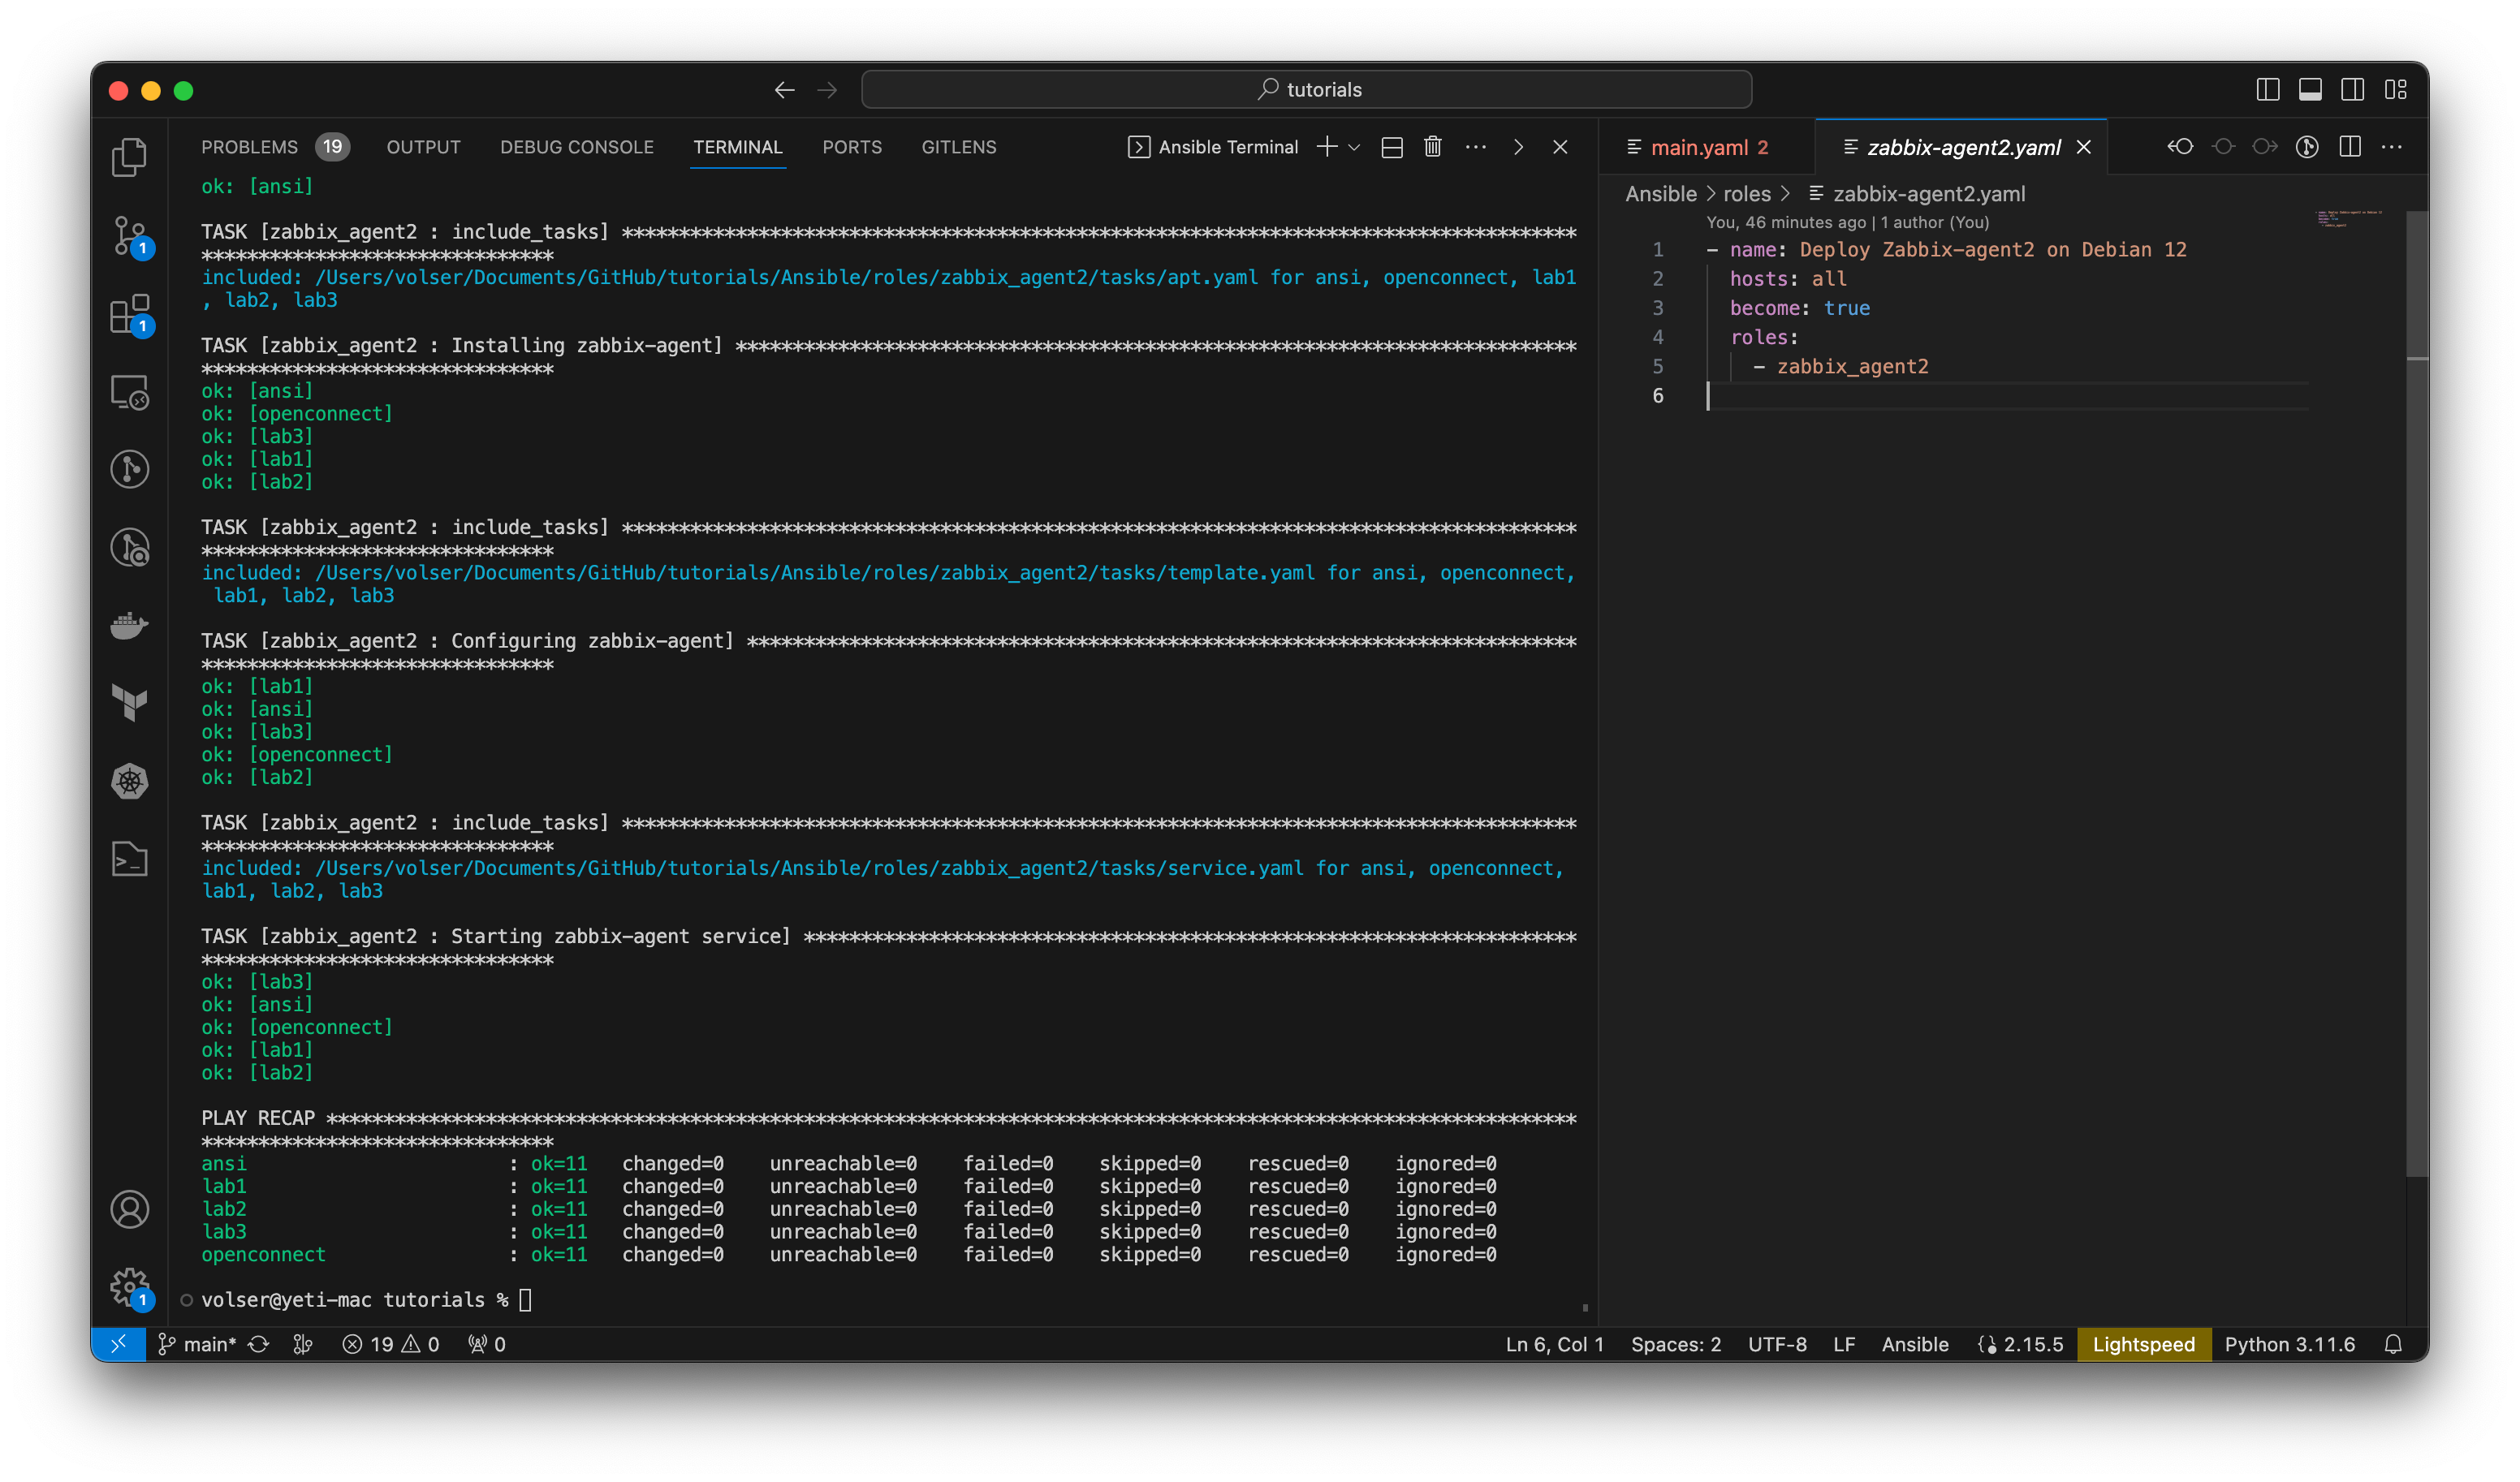 tutorials
PROBLEMS 19 OUTPUT DEBUG CONSOLE TERMINAL PORTS GITLENS Ansible Terminal
ok: [ansi]
TASK [zabbix_agent2 : include_tasks] ************************************************************************************
*******************************
included: /Users/volser/Documents/GitHub/tutorials/Ansible/roles/zabbix_agent2/tasks/apt.yaml for ansi, openconnect, lab1
, lab2, lab3
TASK [zabbix_agent2 : Installing zabbix-agent] **************************************************************************
*******************************
ok: [ansi]
ok: [openconnect]
ok: [lab3]
ok: [lab1]
ok: [lab2]
TASK [zabbix_agent2 : include_tasks] ************************************************************************************
*******************************
included: /Users/volser/Documents/GitHub/tutorials/Ansible/roles/zabbix_agent2/tasks/template.yaml for ansi, openconnect,
lab1, lab2, lab3
TASK [zabbix_agent2 : Configuring zabbix-agent] *************************************************************************
*******************************
ok: [lab1]
ok: [ansi]
ok: [lab3]
ok: [openconnect]
ok: [lab2]
TASK [zabbix_agent2 : include_tasks] ************************************************************************************
*******************************
included: /Users/volser/Documents/GitHub/tutorials/Ansible/roles/zabbix_agent2/tasks/service.yaml for ansi, openconnect,
lab1, lab2, lab3
TASK [zabbix_agent2 : Starting zabbix-agent service] ********************************************************************
*******************************
ok: [lab3]
ok: [ansi]
ok: [openconnect]
ok: [lab1]
ok: [lab2]
PLAY RECAP **************************************************************************************************************
*******************************
ansi : ok=11 changed=0 unreachable=0 failed=0 skipped=0 rescued=0 ignored=0
lab1 : ok=11 changed=0 unreachable=0 failed=0 skipped=0 rescued=0 ignored=0
lab2 : ok=11 changed=0 unreachable=0 failed=0 skipped=0 rescued=0 ignored=0
lab3 : ok=11 changed=0 unreachable=0 failed=0 skipped=0 rescued=0 ignored=0
openconnect : ok=11 changed=0 unreachable=0 failed=0 skipped=0 rescued=0 ignored=0
volser@yeti-mac tutorials %
main.yaml 2 zabbix-agent2.yaml
Ansible > roles > zabbix-agent2.yaml
You, 46 minutes ago | 1 author (You)
1 - name: Deploy Zabbix-agent2 on Debian 12
2 hosts: all
3 become: true
4 roles:
5 - zabbix_agent2
6
1
1
1
main* 19 0 0 Ln 6, Col 1 Spaces: 2 UTF-8 LF Ansible 2.15.5 Lightspeed Python 3.11.6